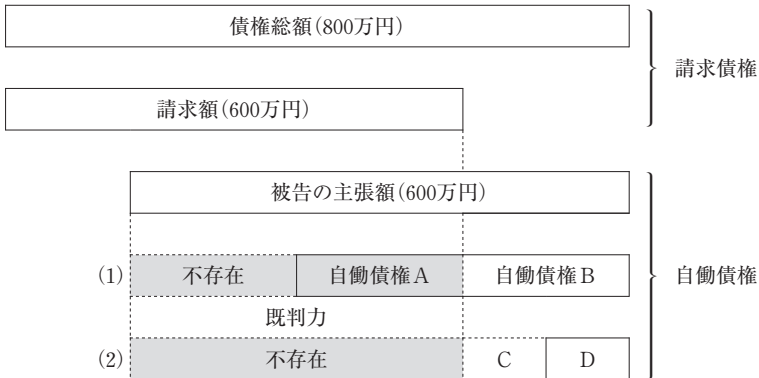 債権総額(800万円)
請求債権
請求額(600万円)
被告の主張額(600万円)
(1) 不存在 自働債権A 自働債権B 自働債権
既判力
(2) 不存在 C D